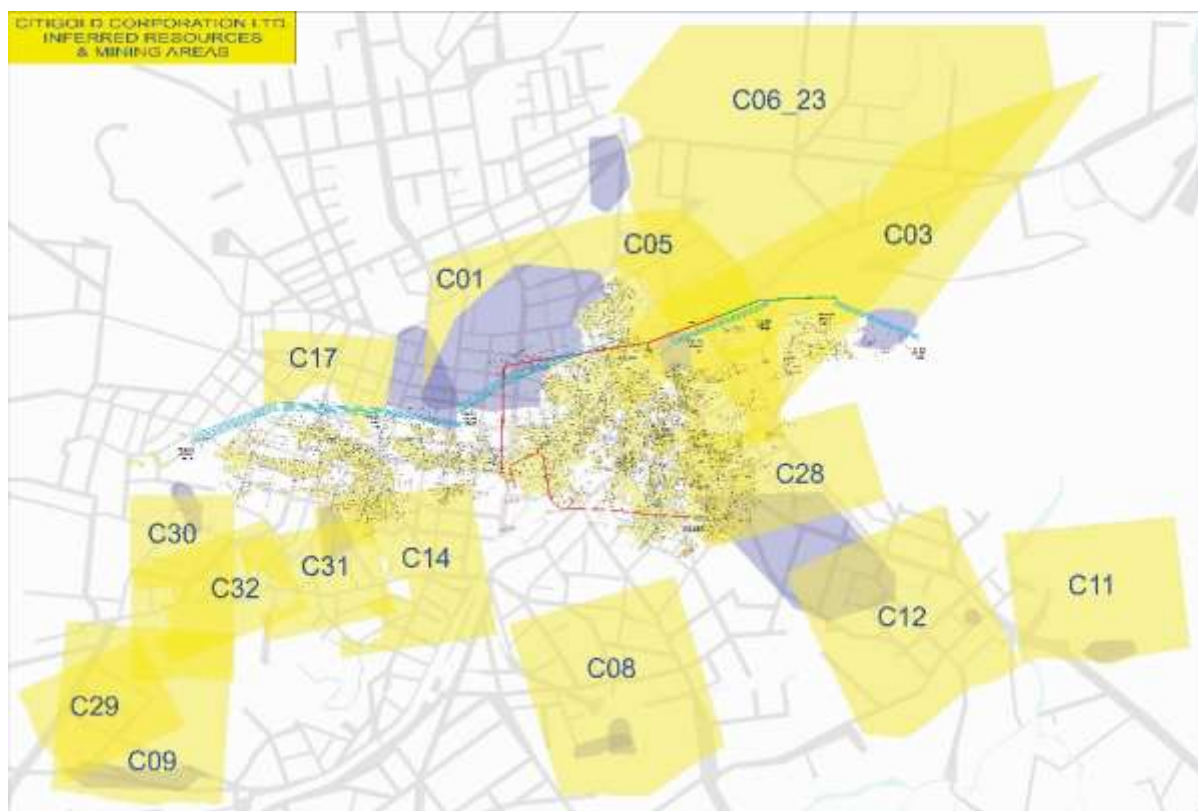 CITIGOLD CORPORATION LTD
INFERRED RESOURCES
& MINING AREAS
C06_23
C03
C05
C01
C17
C28
C30
C31
C14
C32
C11
C12
C08
C29
C09